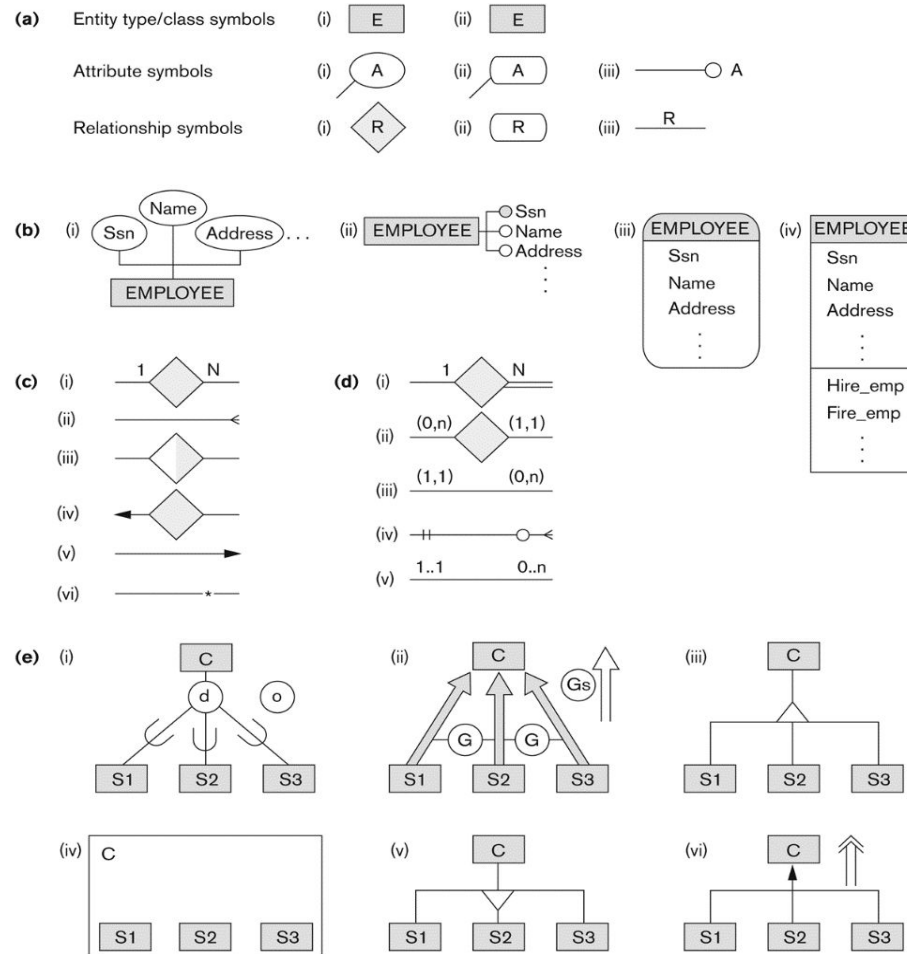 (a) Entity type/class symbols (i) E (ii) E
Attribute symbols (i) A (ii) A (iii) A
Relationship symbols (i) R (ii) R (iii) R
(b) (i) Ssn Name Address . . .
EMPLOYEE
(ii) EMPLOYEE Ssn
Name
Address
(iii) EMPLOYEE
Ssn
Name
Address
(iv) EMPLOYEE
Ssn
Name
Address
Hire_emp
Fire_emp
(c) (i) 1 N
(ii)
(iii)
(iv)
(v)
(vi) *
(d) (i) 1 N
(ii) (0,n) (1,1)
(iii) (1,1) (0,n)
(iv)
(v) 1..1 0..n
(e) (i) C
d o
S1 S2 S3
(ii) C
Gs
G G
S1 S2 S3
(iii) C
S1 S2 S3
(iv) C
S1 S2 S3
(v) C
S1 S2 S3
(vi) C
S1 S2 S3